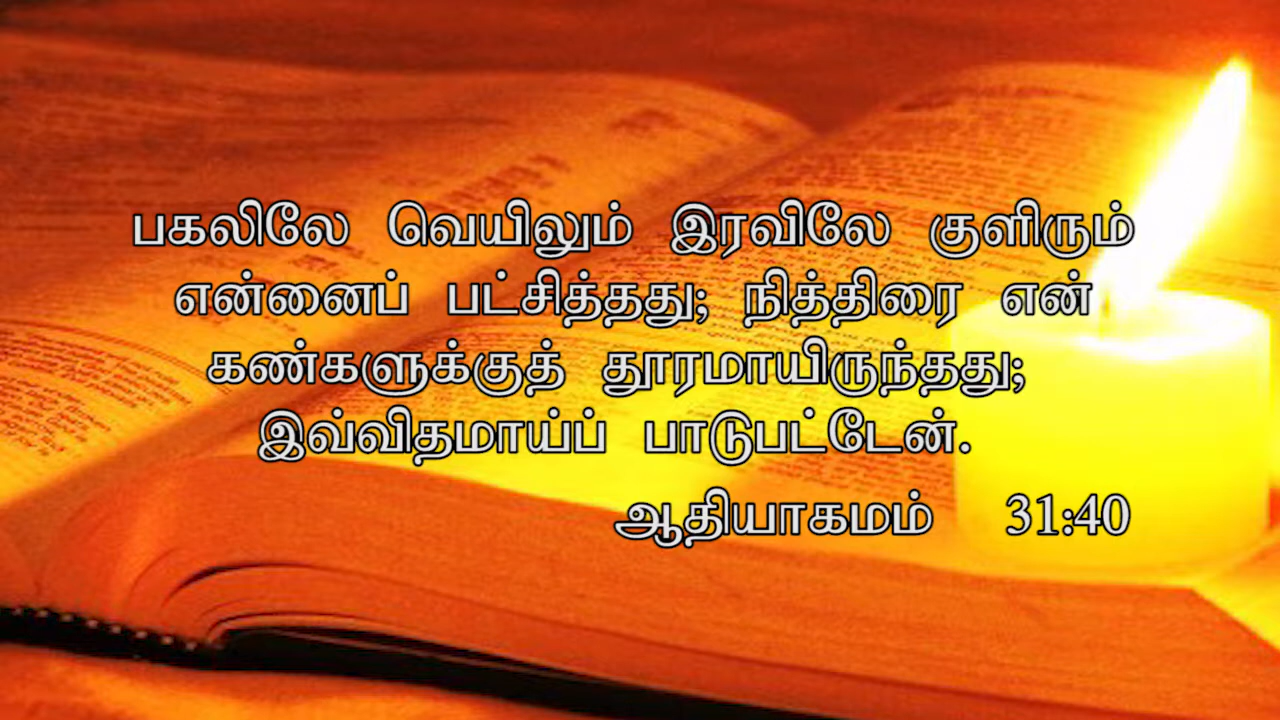 பகலிலே வெயிலும் இரவிலே குளிரும்
என்னைப் பட்சித்தது; நித்திரை என்
கண்களுக்குத் தூரமாயிருந்தது;
இவ்விதமாய்ப் பாடுபட்டேன்.
ஆதியாகமம் 31:40